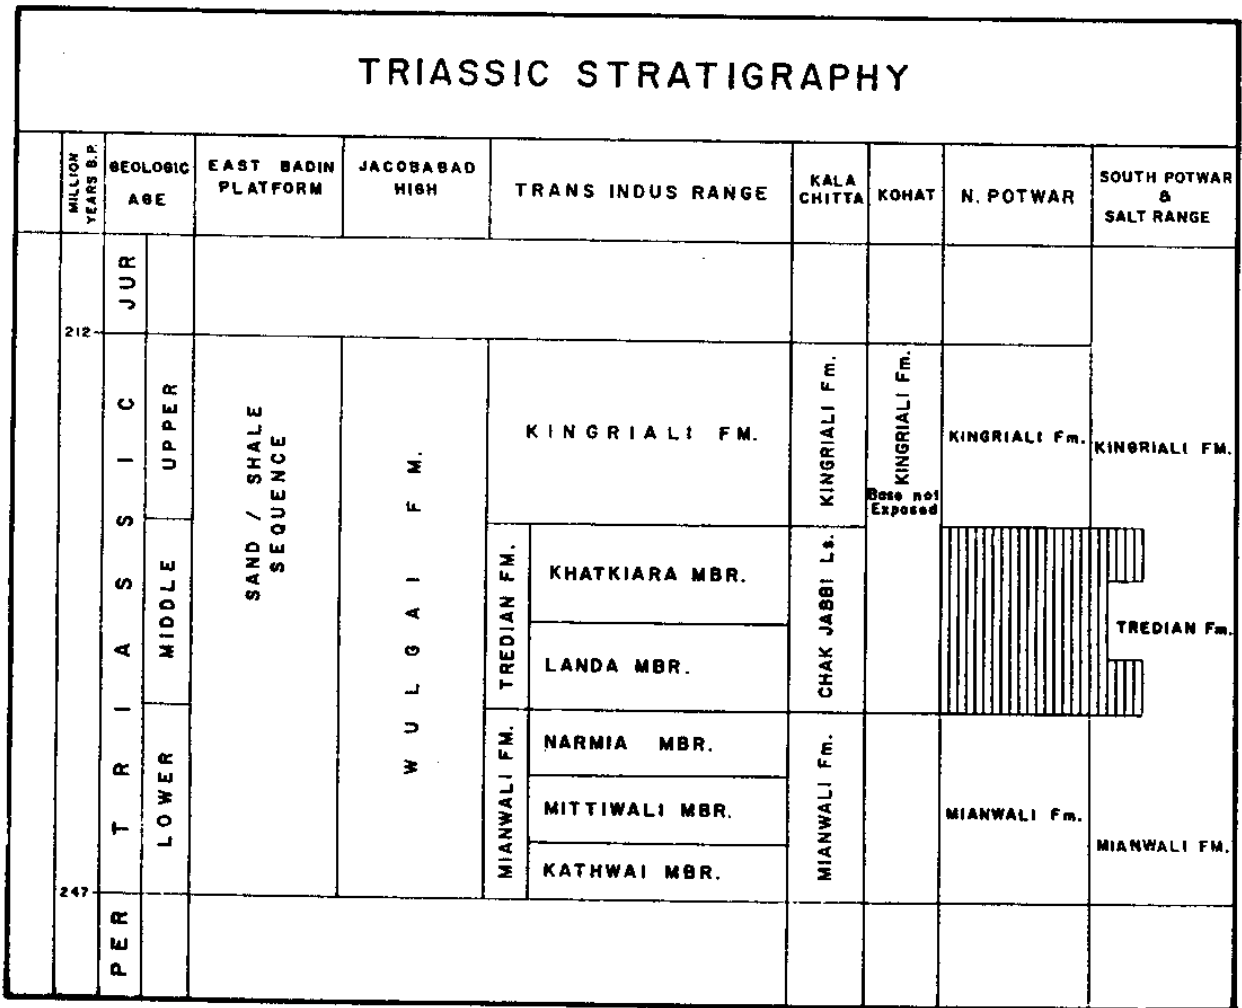 TRIASSIC STRATIGRAPHY
MILLION
YEARS B.P.
GEOLOGIC
AGE
EAST BADIN
PLATFORM
JACOBABAD
HIGH
TRANS INDUS RANGE
KALA
CHITTA
KOHAT
N. POTWAR
SOUTH POTWAR
&
SALT RANGE
JUR
212
TRIASSIC
UPPER
MIDDLE
LOWER
247
PER
SAND / SHALE
SEQUENCE
WULGAI FM.
KINGRIALI FM.
TREDIAN FM.
KHATKIARA MBR.
LANDA MBR.
MIANWALI FM.
NARMIA MBR.
MITTIWALI MBR.
KATHWAI MBR.
KINGRIALI Fm.
CHAK JABBI Ls.
MIANWALI Fm.
KINGRIALI Fm.
Base not
Exposed
KINGRIALI Fm.
MIANWALI Fm.
KINGRIALI FM.
TREDIAN Fm.
MIANWALI FM.